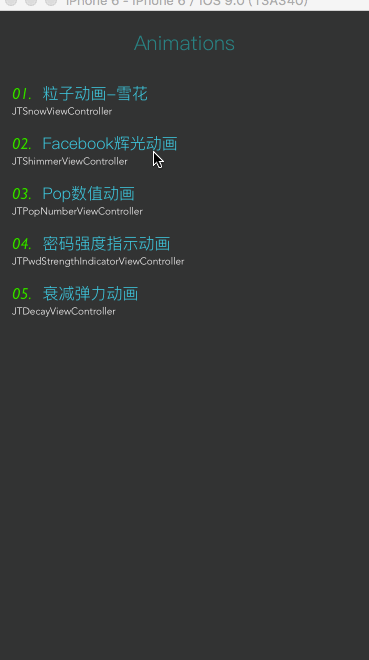 iPhone 6 - iPhone 6 / iOS 9.0 (13A340)
Animations
01. 粒子动画-雪花
JTSnowViewController
02. Facebook辉光动画
JTShimmerViewController
03. Pop数值动画
JTPopNumberViewController
04. 密码强度指示动画
JTPwdStrengthIndicatorViewController
05. 衰减弹力动画
JTDecayViewController